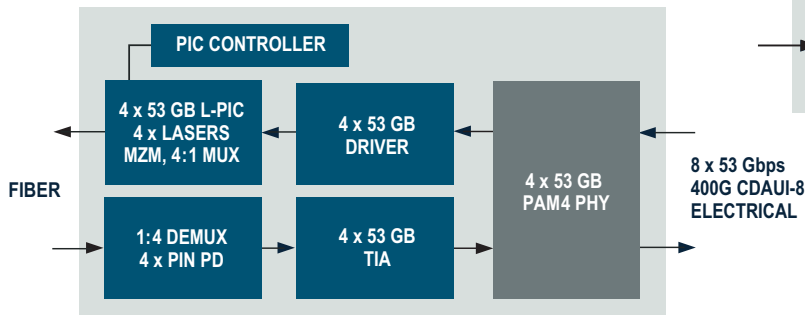 PIC CONTROLLER
4 x 53 GB L-PIC
4 x LASERS
MZM, 4:1 MUX
4 x 53 GB
DRIVER
4 x 53 GB
PAM4 PHY
8 x 53 Gbps
400G CDAUI-8
ELECTRICAL
FIBER
1:4 DEMUX
4 x PIN PD
4 x 53 GB
TIA